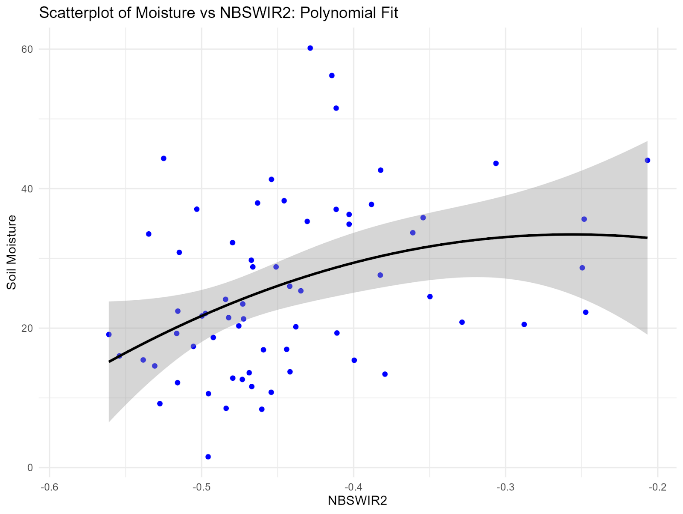 Scatterplot of Moisture vs NBSWIR2: Polynomial Fit
60
40
20
0
Soil Moisture
-0.6 -0.5 -0.4 -0.3 -0.2
NBSWIR2